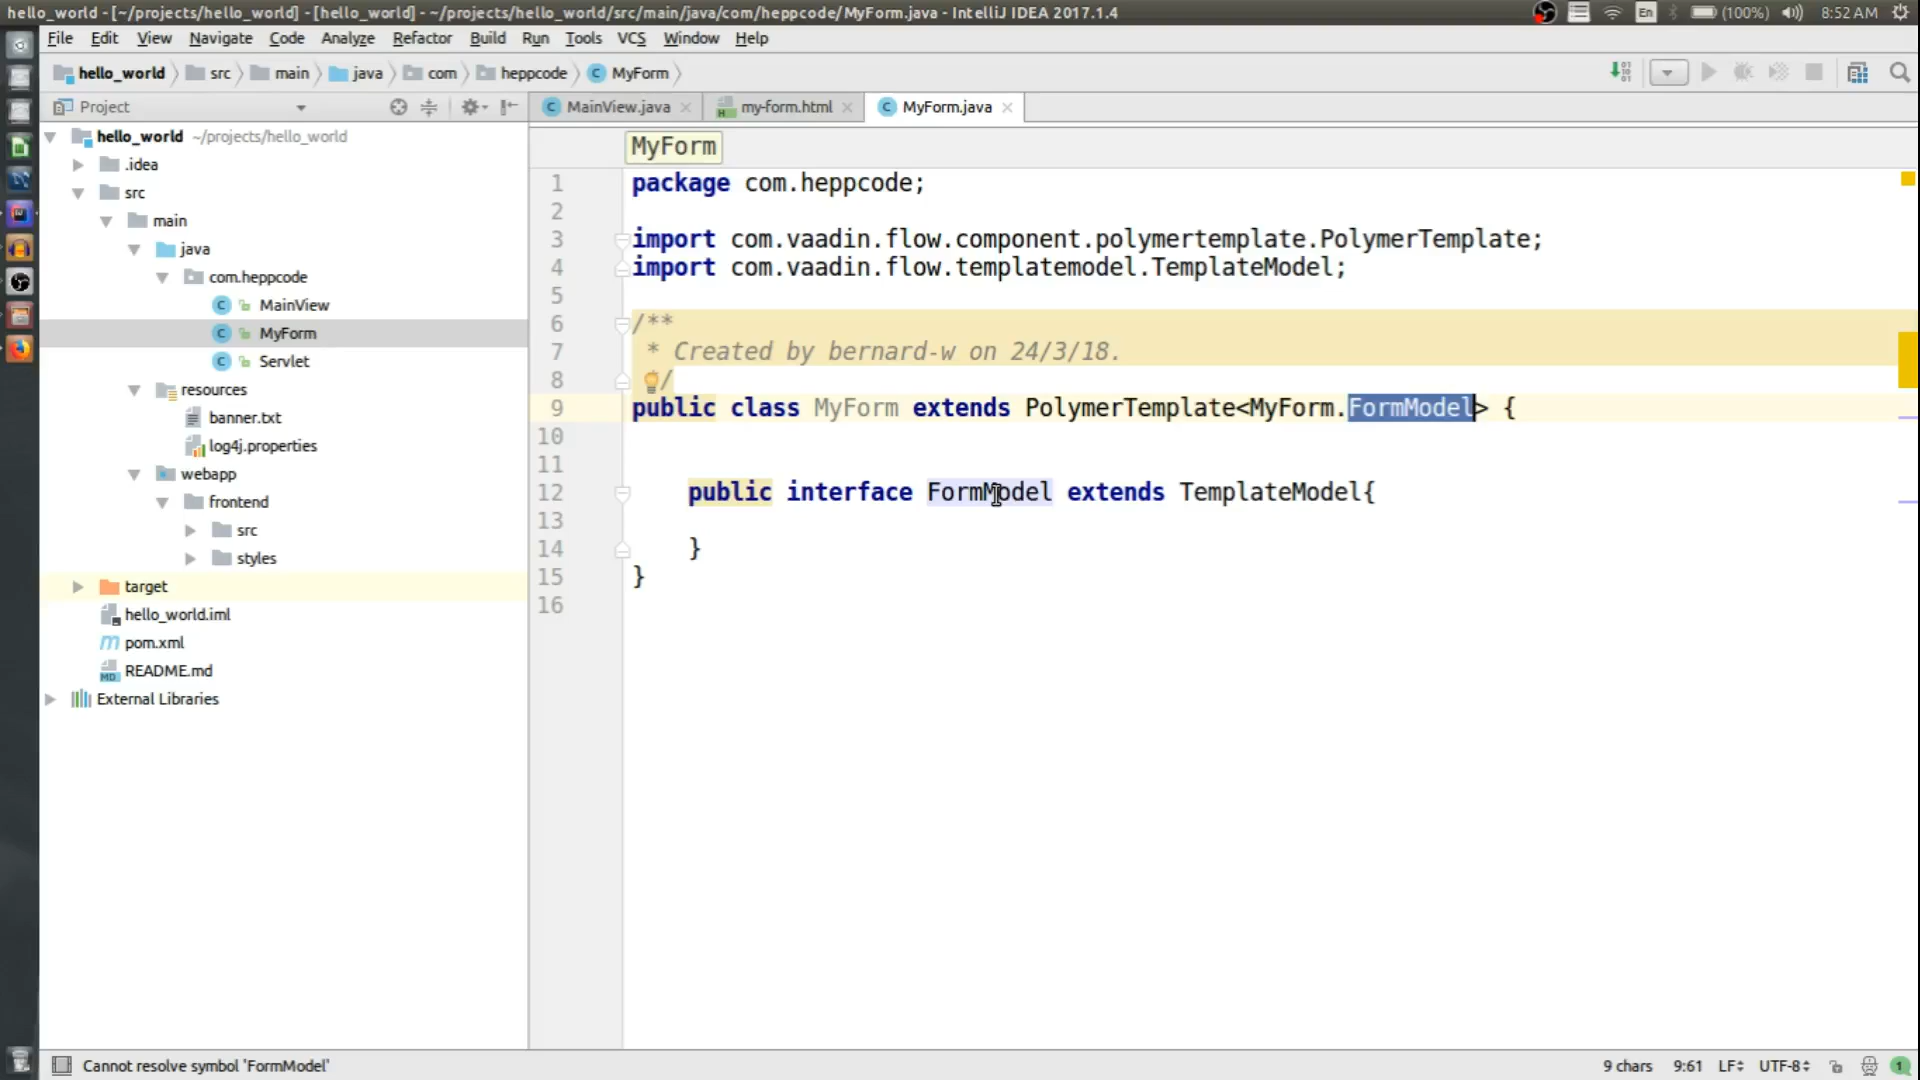 hello_world - [~/projects/hello_world] - [hello_world] - ~/projects/hello_world/src/main/java/com/heppcode/MyForm.java - IntelliJ IDEA 2017.1.4
En
(100%)
8:52 AM
File Edit View Navigate Code Analyze Refactor Build Run Tools VCS Window Help
hello_world src main java com heppcode MyForm
Project
MainView.java my-form.html MyForm.java
hello_world ~/projects/hello_world
.idea
src
main
java
com.heppcode
MainView
MyForm
Servlet
resources
banner.txt
log4j.properties
webapp
frontend
src
styles
target
hello_world.iml
pom.xml
README.md
External Libraries
MyForm
1 package com.heppcode;
2
3 import com.vaadin.flow.component.polymertemplate.PolymerTemplate;
4 import com.vaadin.flow.templatemodel.TemplateModel;
5
6 /**
7 * Created by bernard-w on 24/3/18.
8 /
9 public class MyForm extends PolymerTemplate<MyForm.FormModel> {
10
11
12 public interface FormModel extends TemplateModel{
13
14 }
15 }
16
Cannot resolve symbol 'FormModel'
9 chars 9:61 LF UTF-8 1